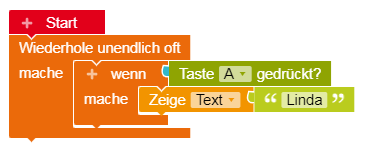 + Start
Wiederhole unendlich oft
mache + wenn Taste A gedrückt?
mache Zeige Text “ Linda ”